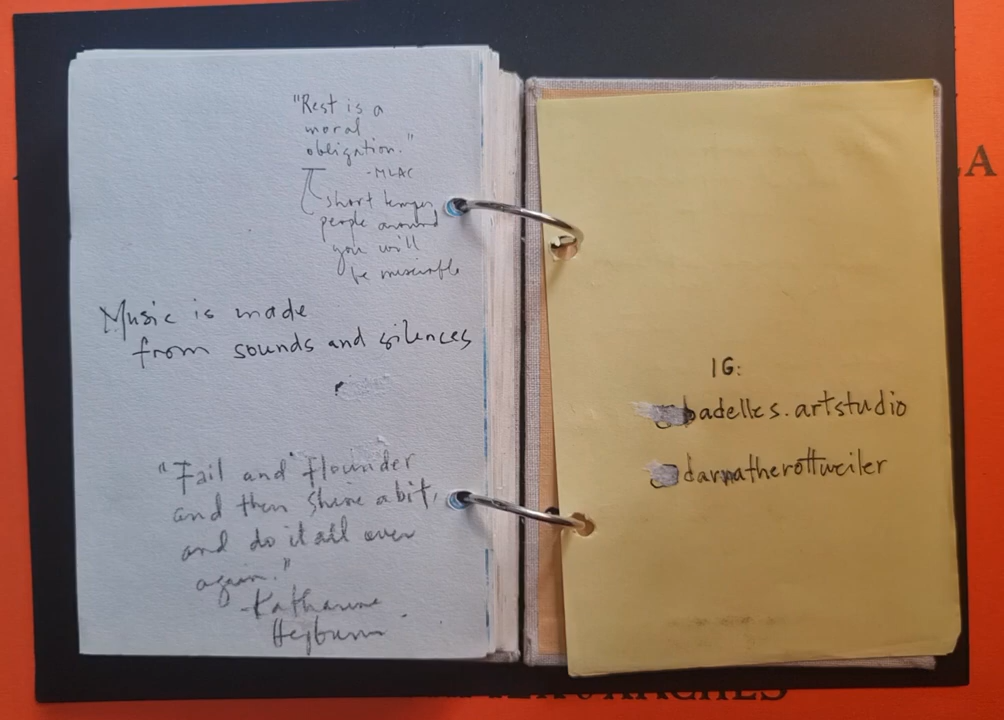 "Rest is a
moral
obligation."
-MLAC
short temper,
people around
you will
be miserable
Music is made
from sounds and silences
"Fail and flounder
and then shine a bit,
and do it all over
again."
-Katharine
Hepburn
IG:
badelles.artstudio
darnatherottweiler
LA